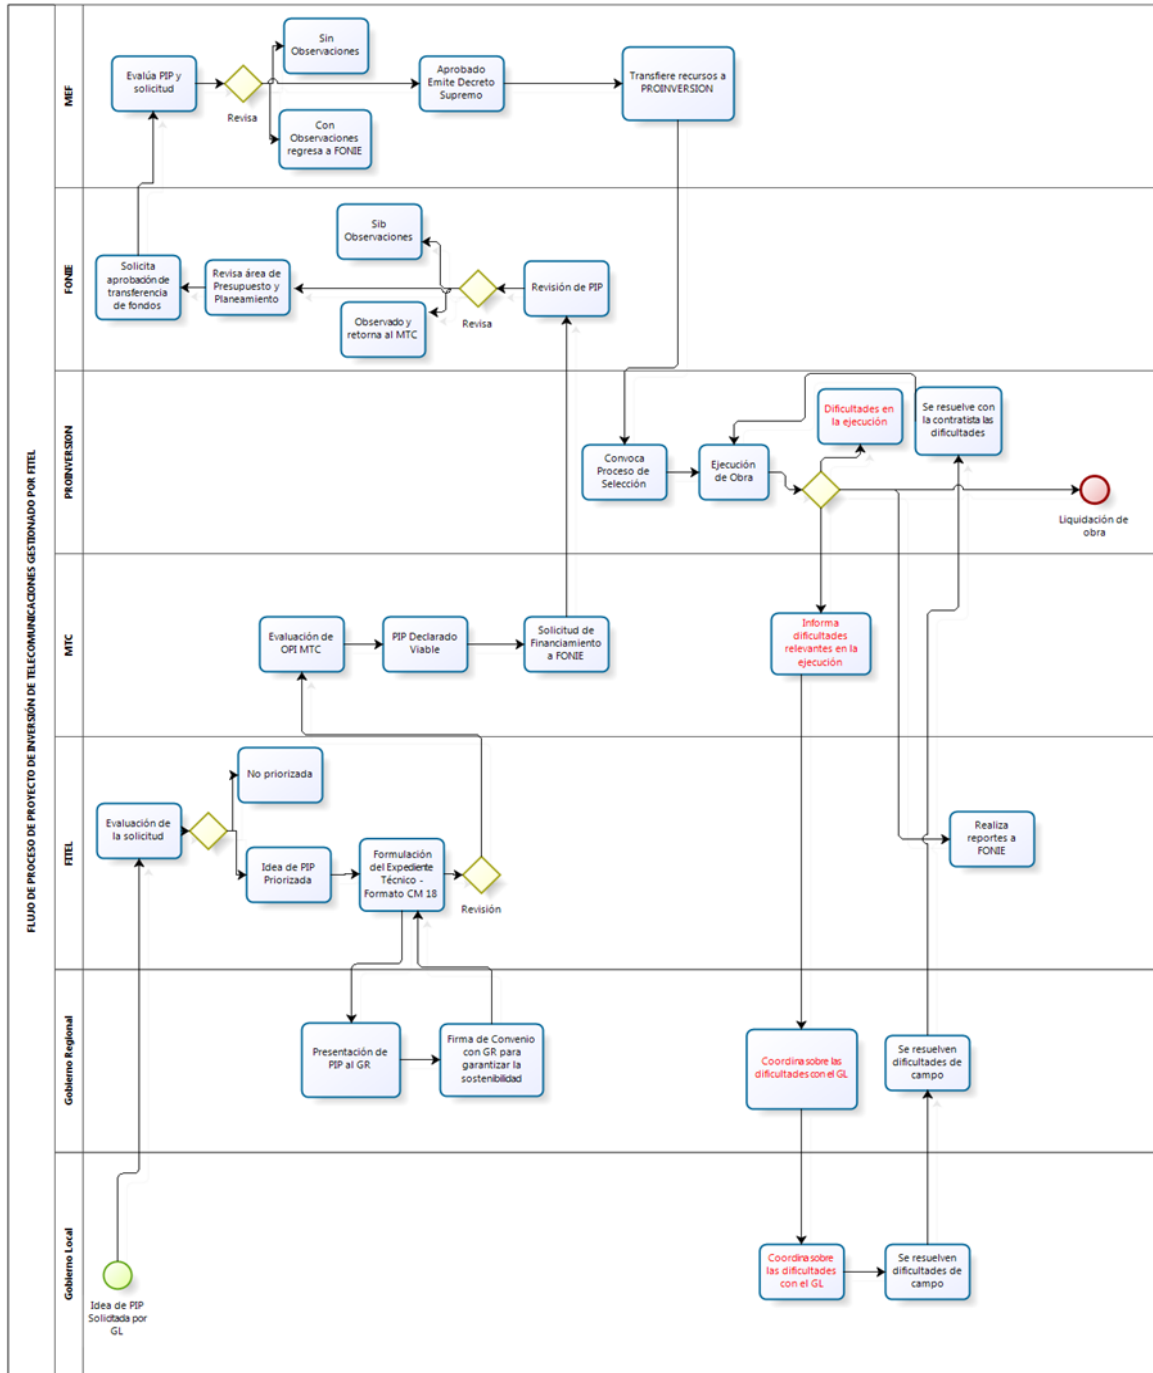 FLUJO DE PROCESO DE PROYECTO DE INVERSIÓN DE TELECOMUNICACIONES GESTIONADO POR FITEL
MEF
Evalúa PIP y
solicitud
Revisa
Sin
Observaciones
Con
Observaciones
regresa a FONIE
Aprobado
Emite Decreto
Supremo
Transfiere recursos a
PROINVERSION
FONIE
Solicita
aprobación de
transferencia
de fondos
Revisa área de
Presupuesto y
Planeamiento
Sib
Observaciones
Observado y
retorna al MTC
Revisa
Revisión de PIP
PROINVERSION
Convoca
Proceso de
Selección
Ejecución
de Obra
Dificultades en
la ejecución
Se resuelve con
la contratista las
dificultades
Liquidación de
obra
MTC
Evaluación de
OPI MTC
PIP Declarado
Viable
Solicitud de
Financiamiento
a FONIE
Informa
dificultades
relevantes en la
ejecución
FITEL
Evaluación de
la solicitud
No priorizada
Idea de PIP
Priorizada
Formulación
del Expediente
Técnico -
Formato CM 18
Revisión
Realiza
reportes a
FONIE
Gobierno Regional
Presentación de
PIP al GR
Firma de Convenio
con GR para
garantizar la
sostenibilidad
Coordina sobre las
dificultades con el GL
Se resuelven
dificultades de
campo
Gobierno Local
Idea de PIP
Solicitada por
GL
Coordina sobre
las dificultades
con el GL
Se resuelven
dificultades de
campo